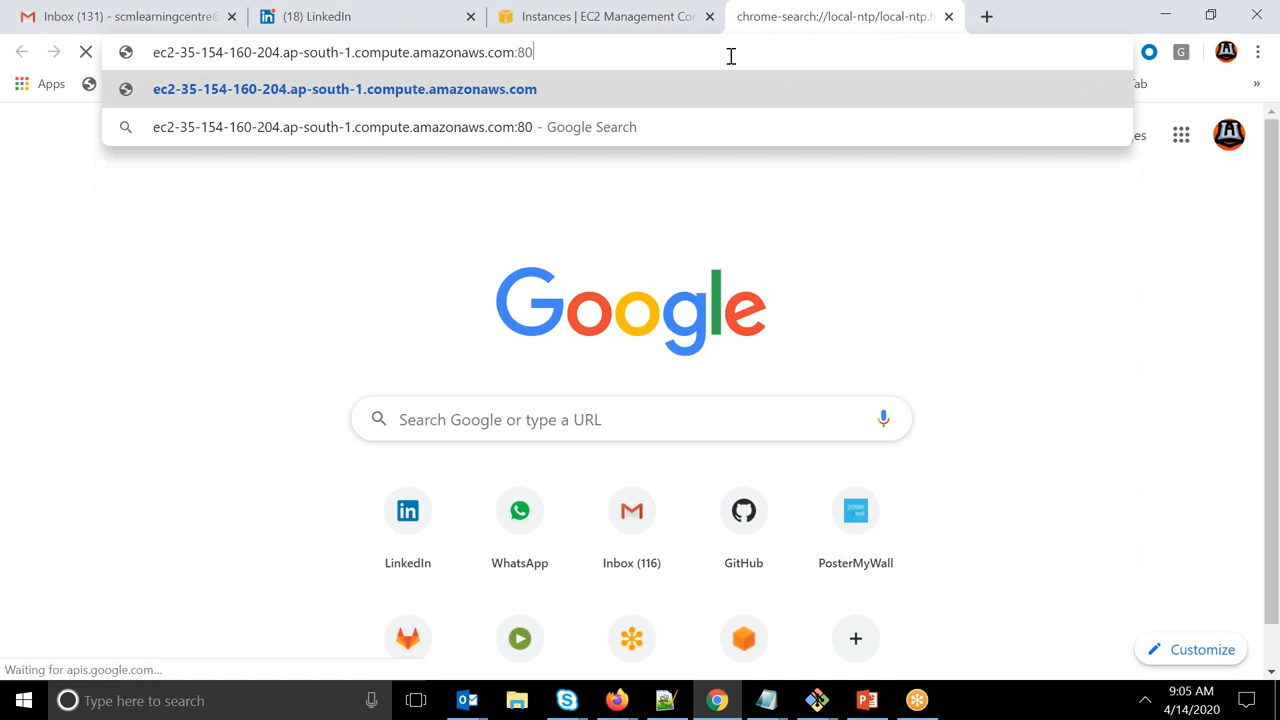 Inbox (131) - scmlearningcentre@
(18) LinkedIn
Instances | EC2 Management Con
chrome-search://local-ntp/local-ntp.h
ec2-35-154-160-204.ap-south-1.compute.amazonaws.com:80
G
Apps
ec2-35-154-160-204.ap-south-1.compute.amazonaws.com
Tab
»
ec2-35-154-160-204.ap-south-1.compute.amazonaws.com:80 - Google Search
es
Google
Search Google or type a URL
LinkedIn
WhatsApp
Inbox (116)
GitHub
PosterMyWall
Customize
Waiting for apis.google.com...
Type here to search
9:05 AM
4/14/2020